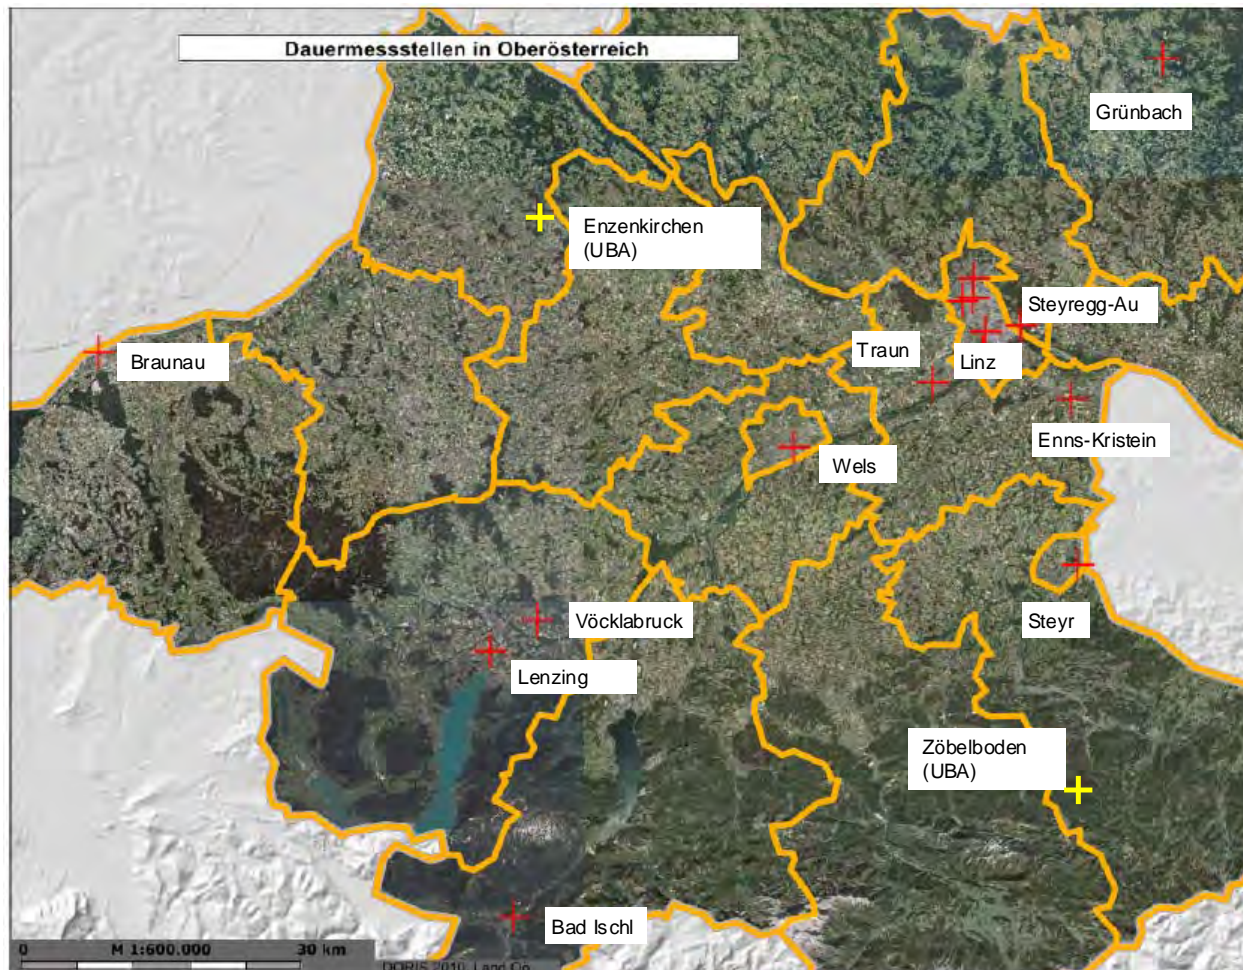 Dauermessstellen in Oberösterreich
Grünbach
Enzenkirchen
(UBA)
Steyregg-Au
Traun
Linz
Braunau
Enns-Kristein
Wels
Vöcklabruck
Steyr
Lenzing
Zöbelboden
(UBA)
Bad Ischl
0 M 1:600.000 30 km
DORIS 2010, Land Oö